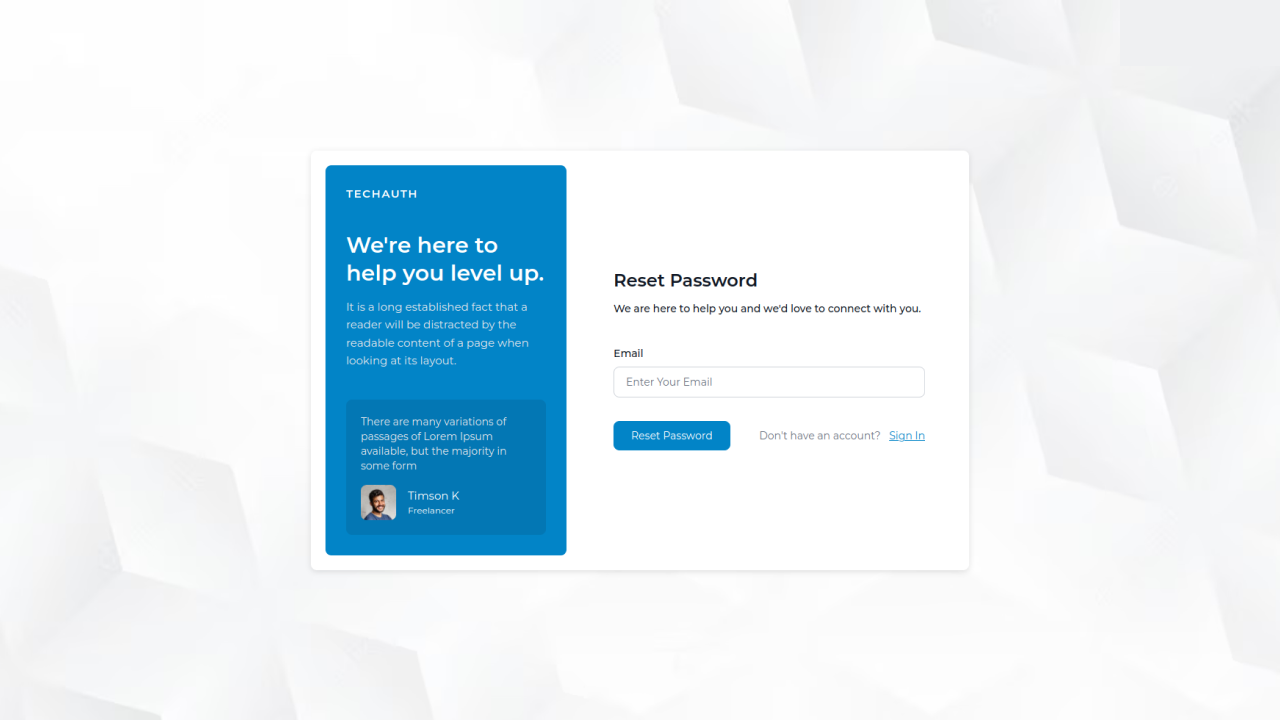 TECHAUTH
We're here to
help you level up.
It is a long established fact that a
reader will be distracted by the
readable content of a page when
looking at its layout.
There are many variations of
passages of Lorem Ipsum
available, but the majority in
some form
Timson K
Freelancer
Reset Password
We are here to help you and we'd love to connect with you.
Email
Enter Your Email
Reset Password
Don't have an account? Sign In